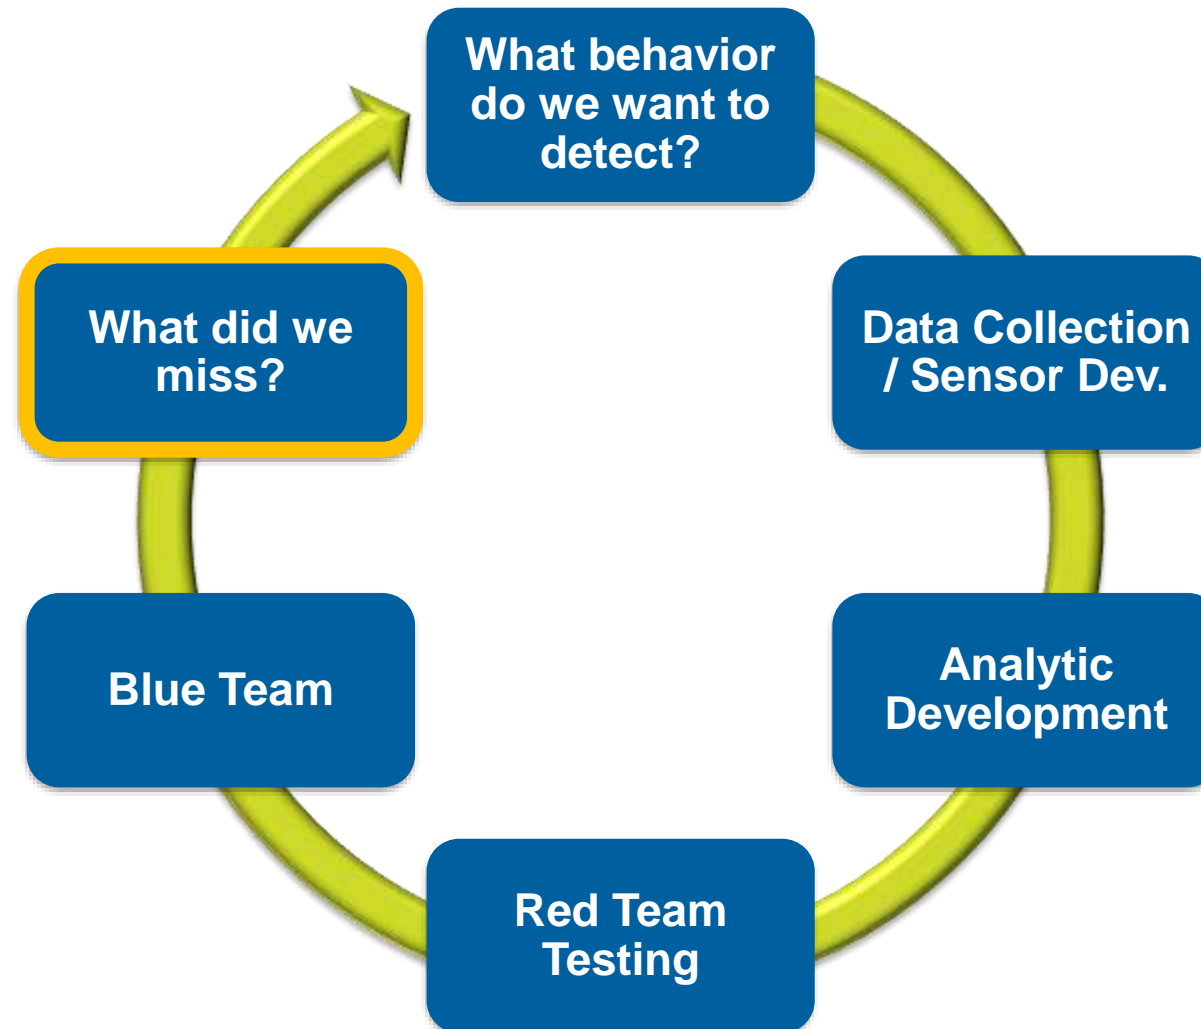 What behavior
do we want to
detect?
Data Collection
/ Sensor Dev.
Analytic
Development
Red Team
Testing
Blue Team
What did we
miss?